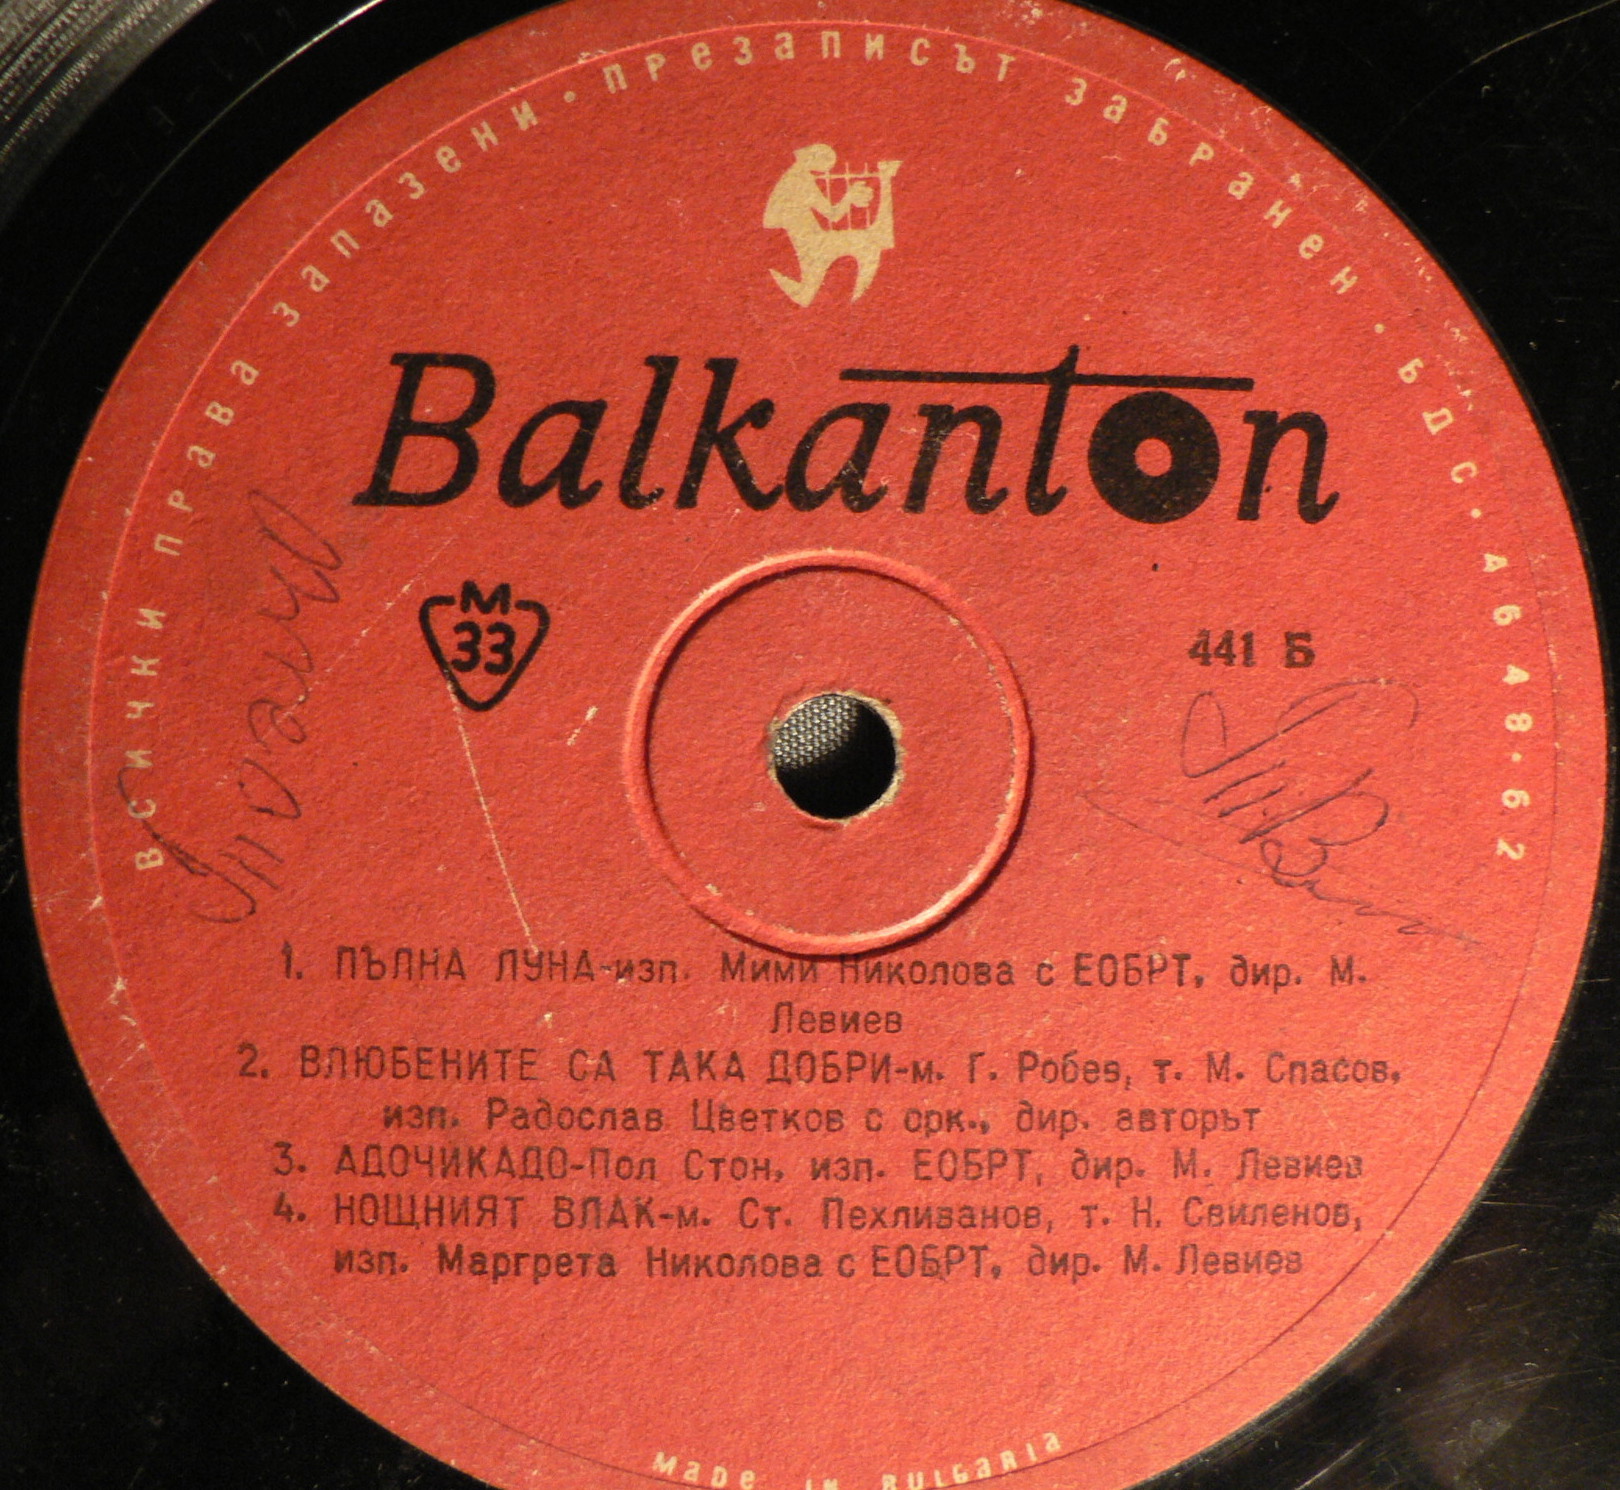 Всички права запазени · презаписът забранен · БДС · 4648·62
Balkanton
М
33
441 Б
1. ПЪЛНА ЛУНА-изп. Мими Николова с ЕОБРТ, дир. М.
Левиев
2. ВЛЮБЕНИТЕ СА ТАКА ДОБРИ-м. Г. Робев, т. М. Спасов,
изп. Радослав Цветков с орк., дир. авторът
3. АДОЧИКАДО-Пол Стон, изп. ЕОБРТ, дир. М. Левиев
4. НОЩНИЯТ ВЛАК-м. Ст. Пехливанов, т. Н. Свиленов,
изп. Маргрета Николова с ЕОБРТ, дир. М. Левиев
MaDe IN BULGaRIa